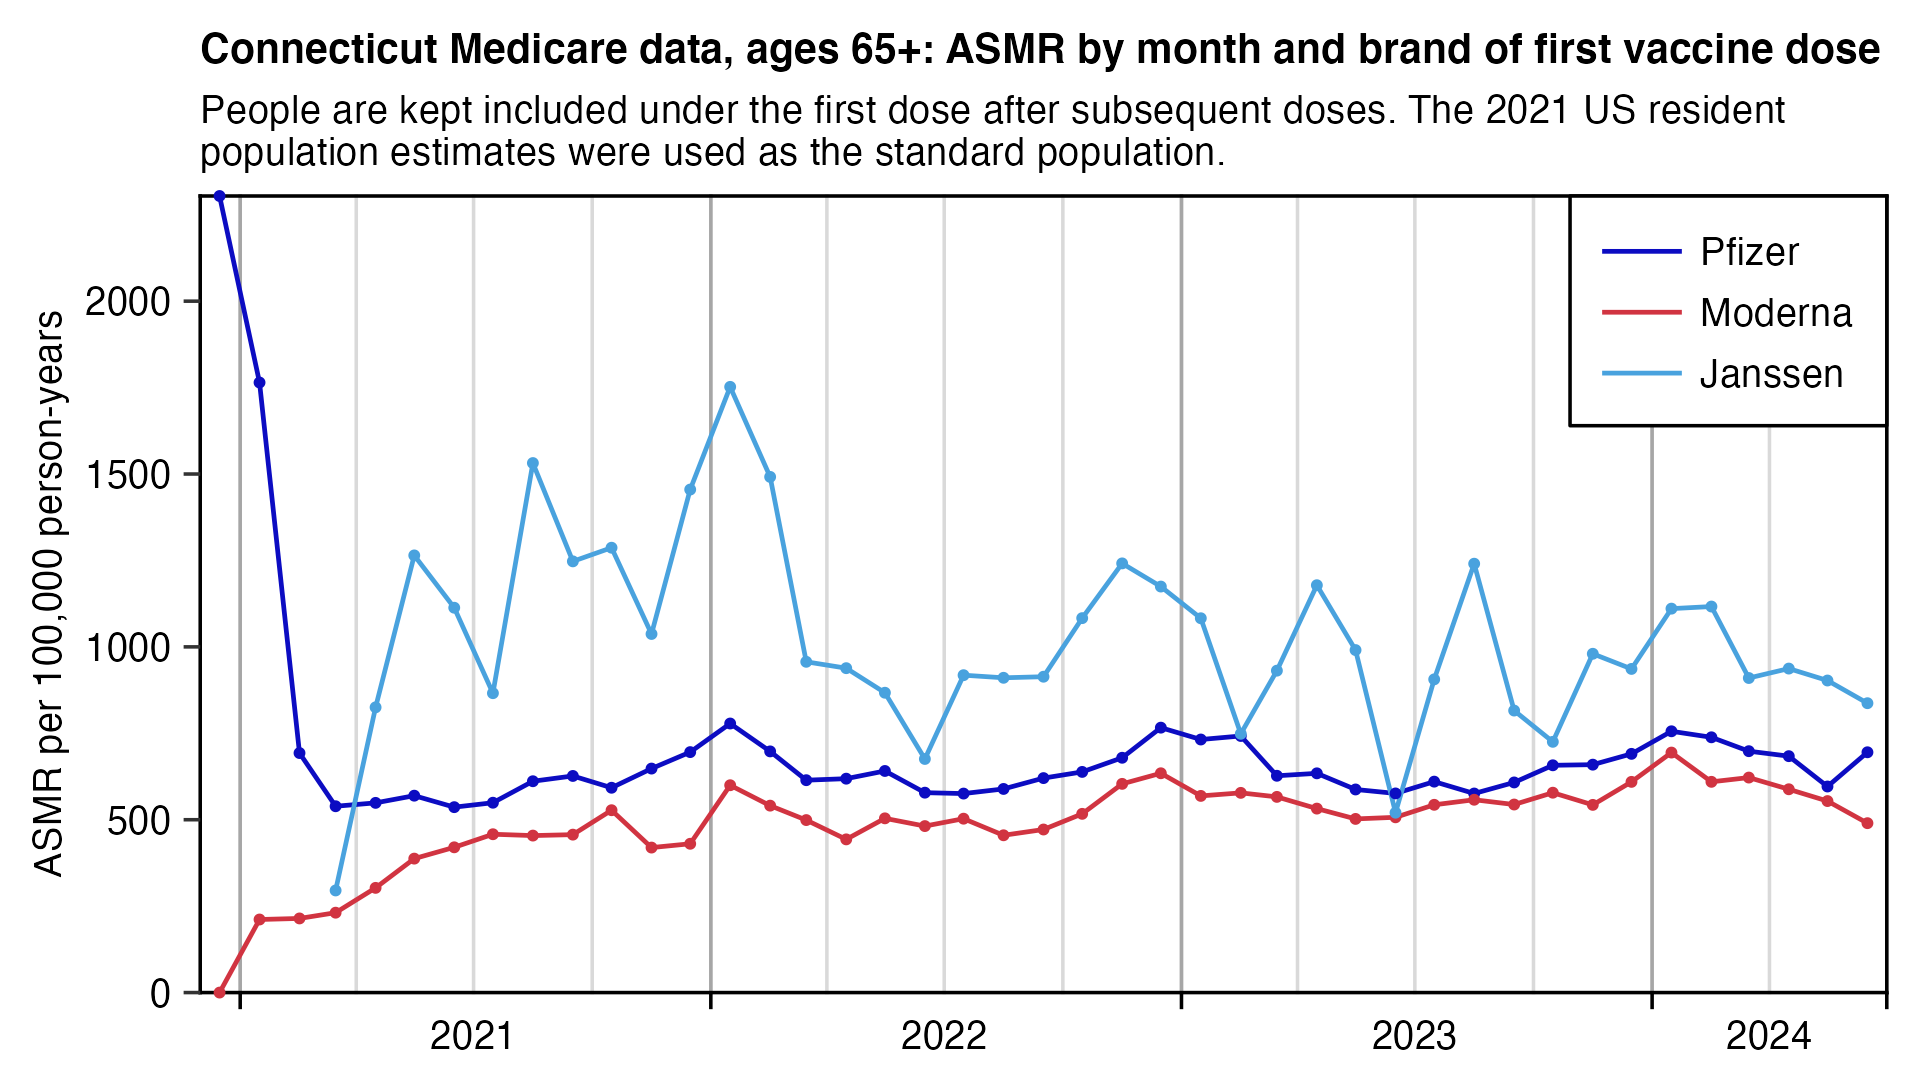 Connecticut Medicare data, ages 65+: ASMR by month and brand of first vaccine dose
People are kept included under the first dose after subsequent doses. The 2021 US resident
population estimates were used as the standard population.
Pfizer
Moderna
Janssen
ASMR per 100,000 person-years
2000
1500
1000
500
0
2021
2022
2023
2024